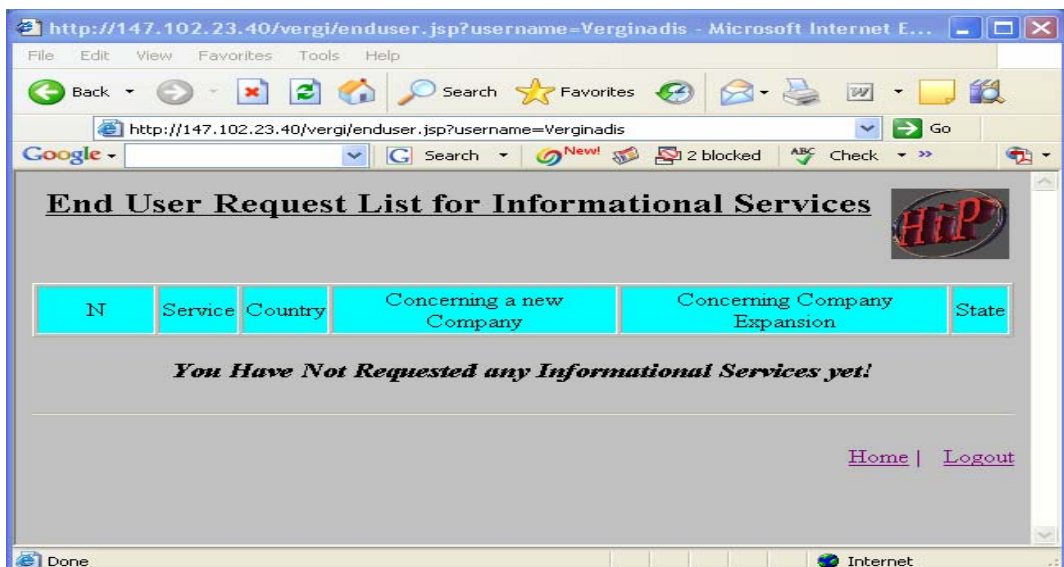 http://147.102.23.40/vergi/enduser.jsp?username=Verginadis - Microsoft Internet E...
File Edit View Favorites Tools Help
Back Search Favorites
http://147.102.23.40/vergi/enduser.jsp?username=Verginadis Go
Google Search New! 2 blocked ABC Check »
End User Request List for Informational Services
HiP
N Service Country Concerning a new Company Concerning Company Expansion State
You Have Not Requested any Informational Services yet!
Home | Logout
Done Internet